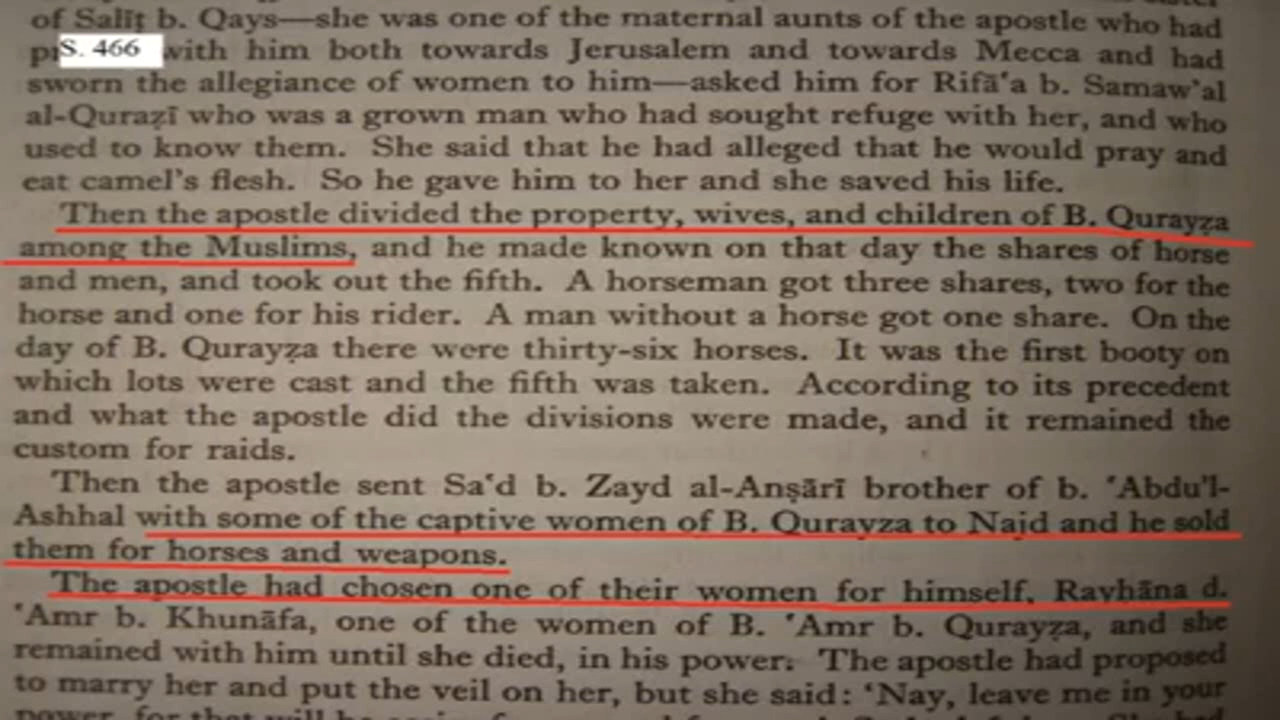 of Salīṭ b. Qays—she was one of the maternal aunts of the apostle who had
S. 466 with him both towards Jerusalem and towards Mecca and had
sworn the allegiance of women to him—asked him for Rifā‘a b. Samaw’al
al-Quraẓī who was a grown man who had sought refuge with her, and who
used to know them. She said that he had alleged that he would pray and
eat camel's flesh. So he gave him to her and she saved his life.
Then the apostle divided the property, wives, and children of B. Qurayẓa
among the Muslims, and he made known on that day the shares of horse
and men, and took out the fifth. A horseman got three shares, two for the
horse and one for his rider. A man without a horse got one share. On the
day of B. Qurayẓa there were thirty-six horses. It was the first booty on
which lots were cast and the fifth was taken. According to its precedent
and what the apostle did the divisions were made, and it remained the
custom for raids.
Then the apostle sent Sa‘d b. Zayd al-Anṣārī brother of b. ‘Abdu’l-
Ashhal with some of the captive women of B. Qurayẓa to Najd and he sold
them for horses and weapons.
The apostle had chosen one of their women for himself, Rayḥāna d.
‘Amr b. Khunāfa, one of the women of B. ‘Amr b. Qurayẓa, and she
remained with him until she died, in his power. The apostle had proposed
to marry her and put the veil on her, but she said: ‘Nay, leave me in your
power, for that will be